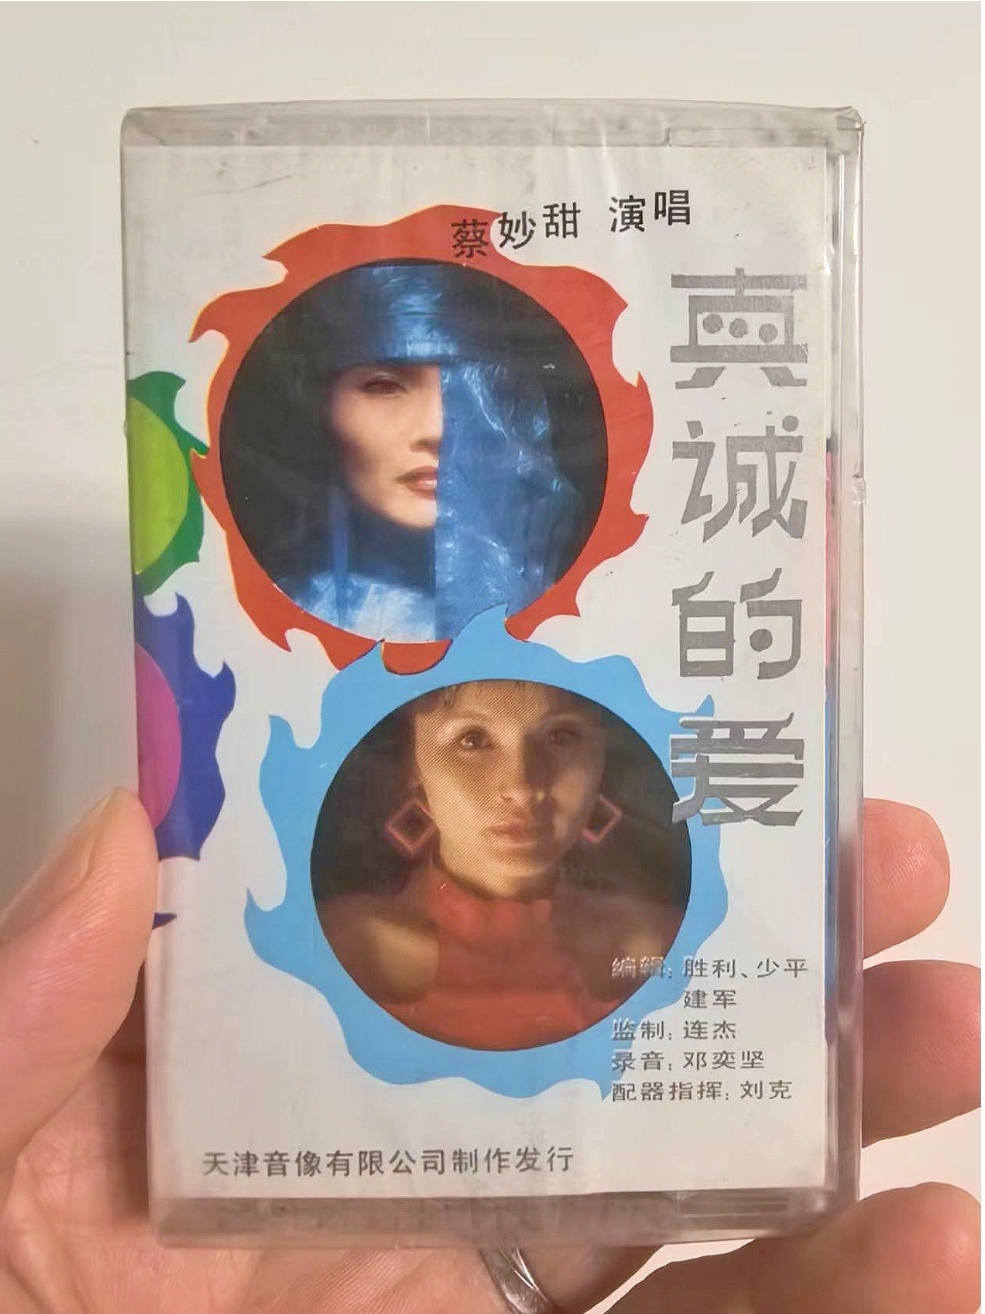 蔡妙甜 演唱
真诚的爱
编辑：胜利、少平
建军
监制：连杰
录音：邓奕坚
配器指挥：刘克
天津音像有限公司制作发行